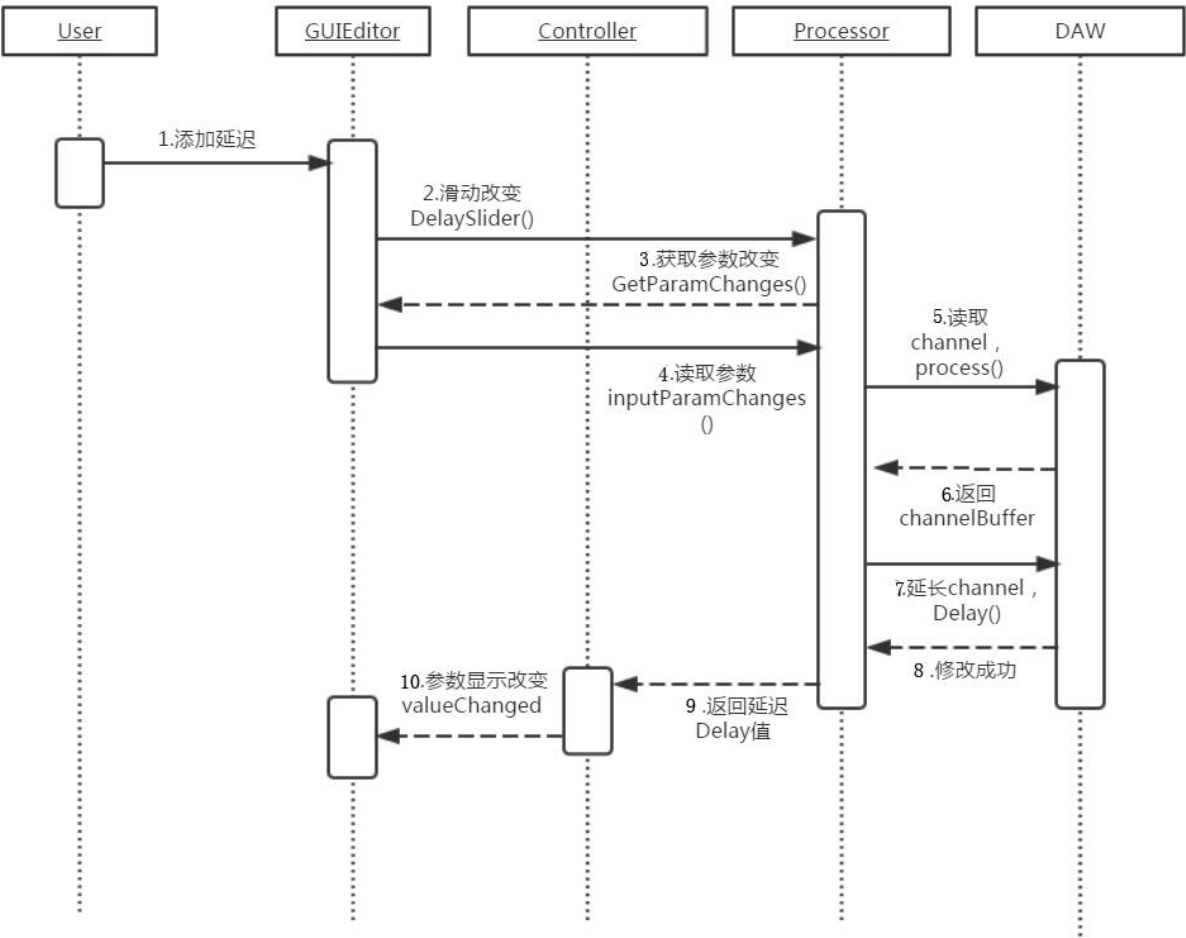 User
GUIEditor
Controller
Processor
DAW
1.添加延迟
2.滑动改变
DelaySlider()
3.获取参数改变
GetParamChanges()
4.读取参数
inputParamChanges
()
5.读取
channel，
process()
6.返回
channelBuffer
7.延长channel，
Delay()
8 .修改成功
9 .返回延迟
Delay值
10.参数显示改变
valueChanged